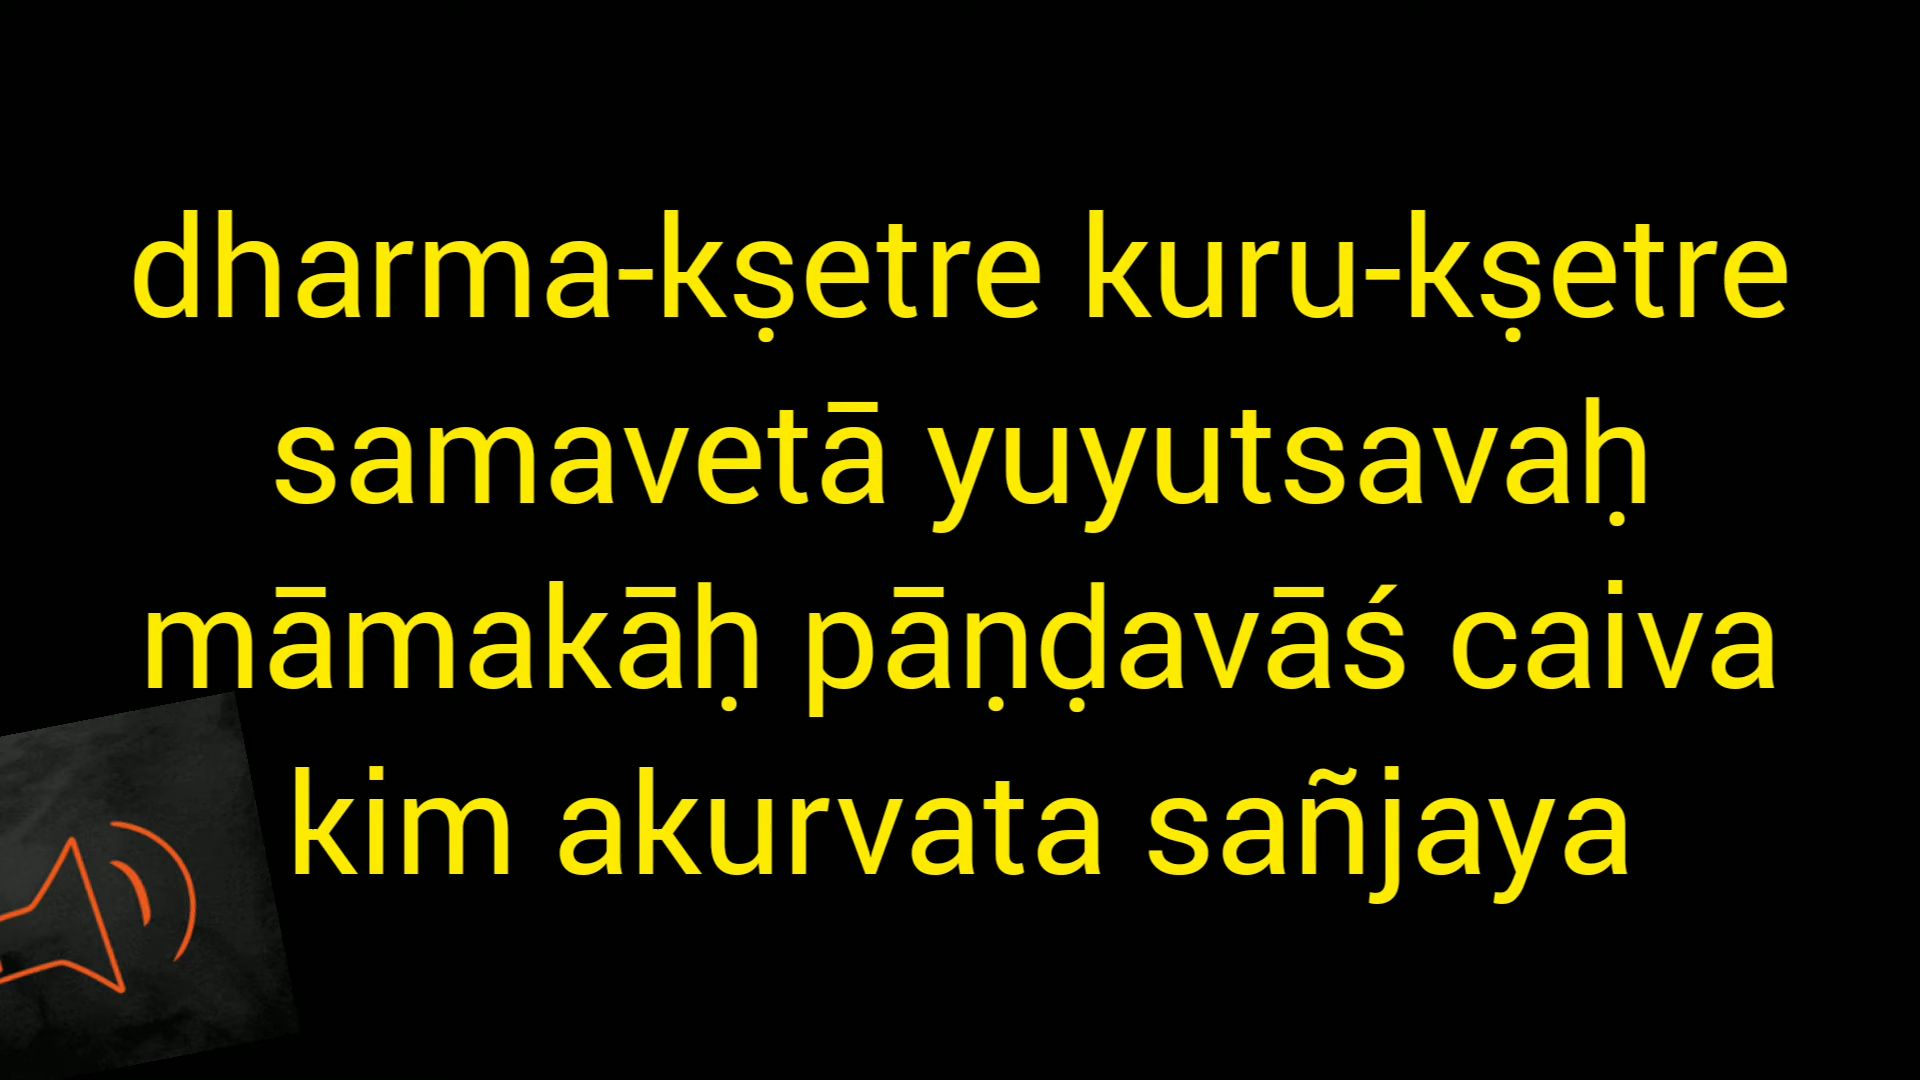 dharma-kṣetre kuru-kṣetre
samavetā yuyutsavaḥ
māmakāḥ pāṇḍavāś caiva
kim akurvata sañjaya